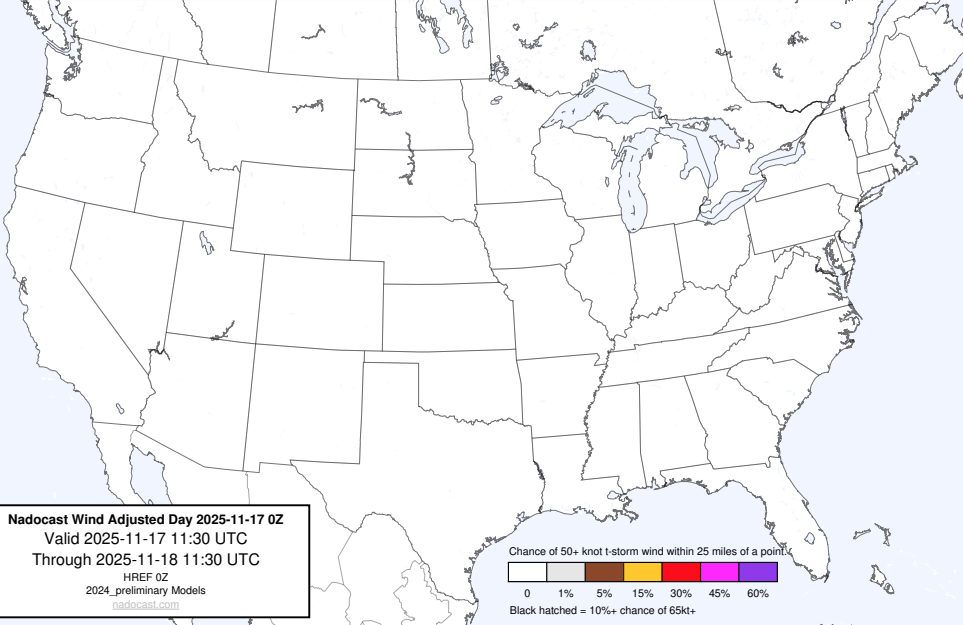 Nadocast Wind Adjusted Day 2025-11-17 0Z
Valid 2025-11-17 11:30 UTC
Through 2025-11-18 11:30 UTC
HREF 0Z
2024_preliminary Models
nadocast.com
Chance of 50+ knot t-storm wind within 25 miles of a point.
0 1% 5% 15% 30% 45% 60%
Black hatched = 10%+ chance of 65kt+